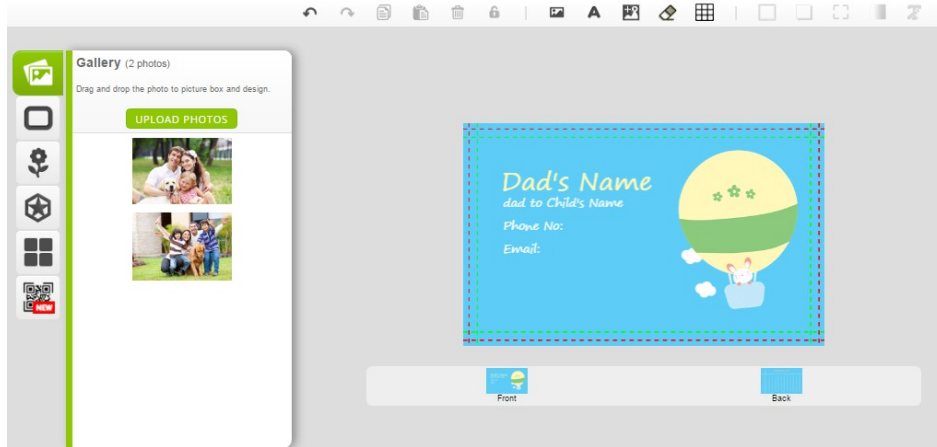 A
Gallery (2 photos)
Drag and drop the photo to picture box and design.
UPLOAD PHOTOS
NEW
Dad's Name
dad to Child's Name
Phone No:
Email:
Front
Back